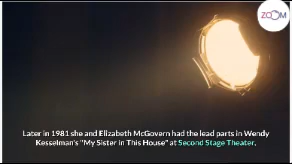 ZOOM
Later in 1981 she and Elizabeth McGovern had the lead parts in Wendy
Kesselman's "My Sister in This House" at Second Stage Theater.